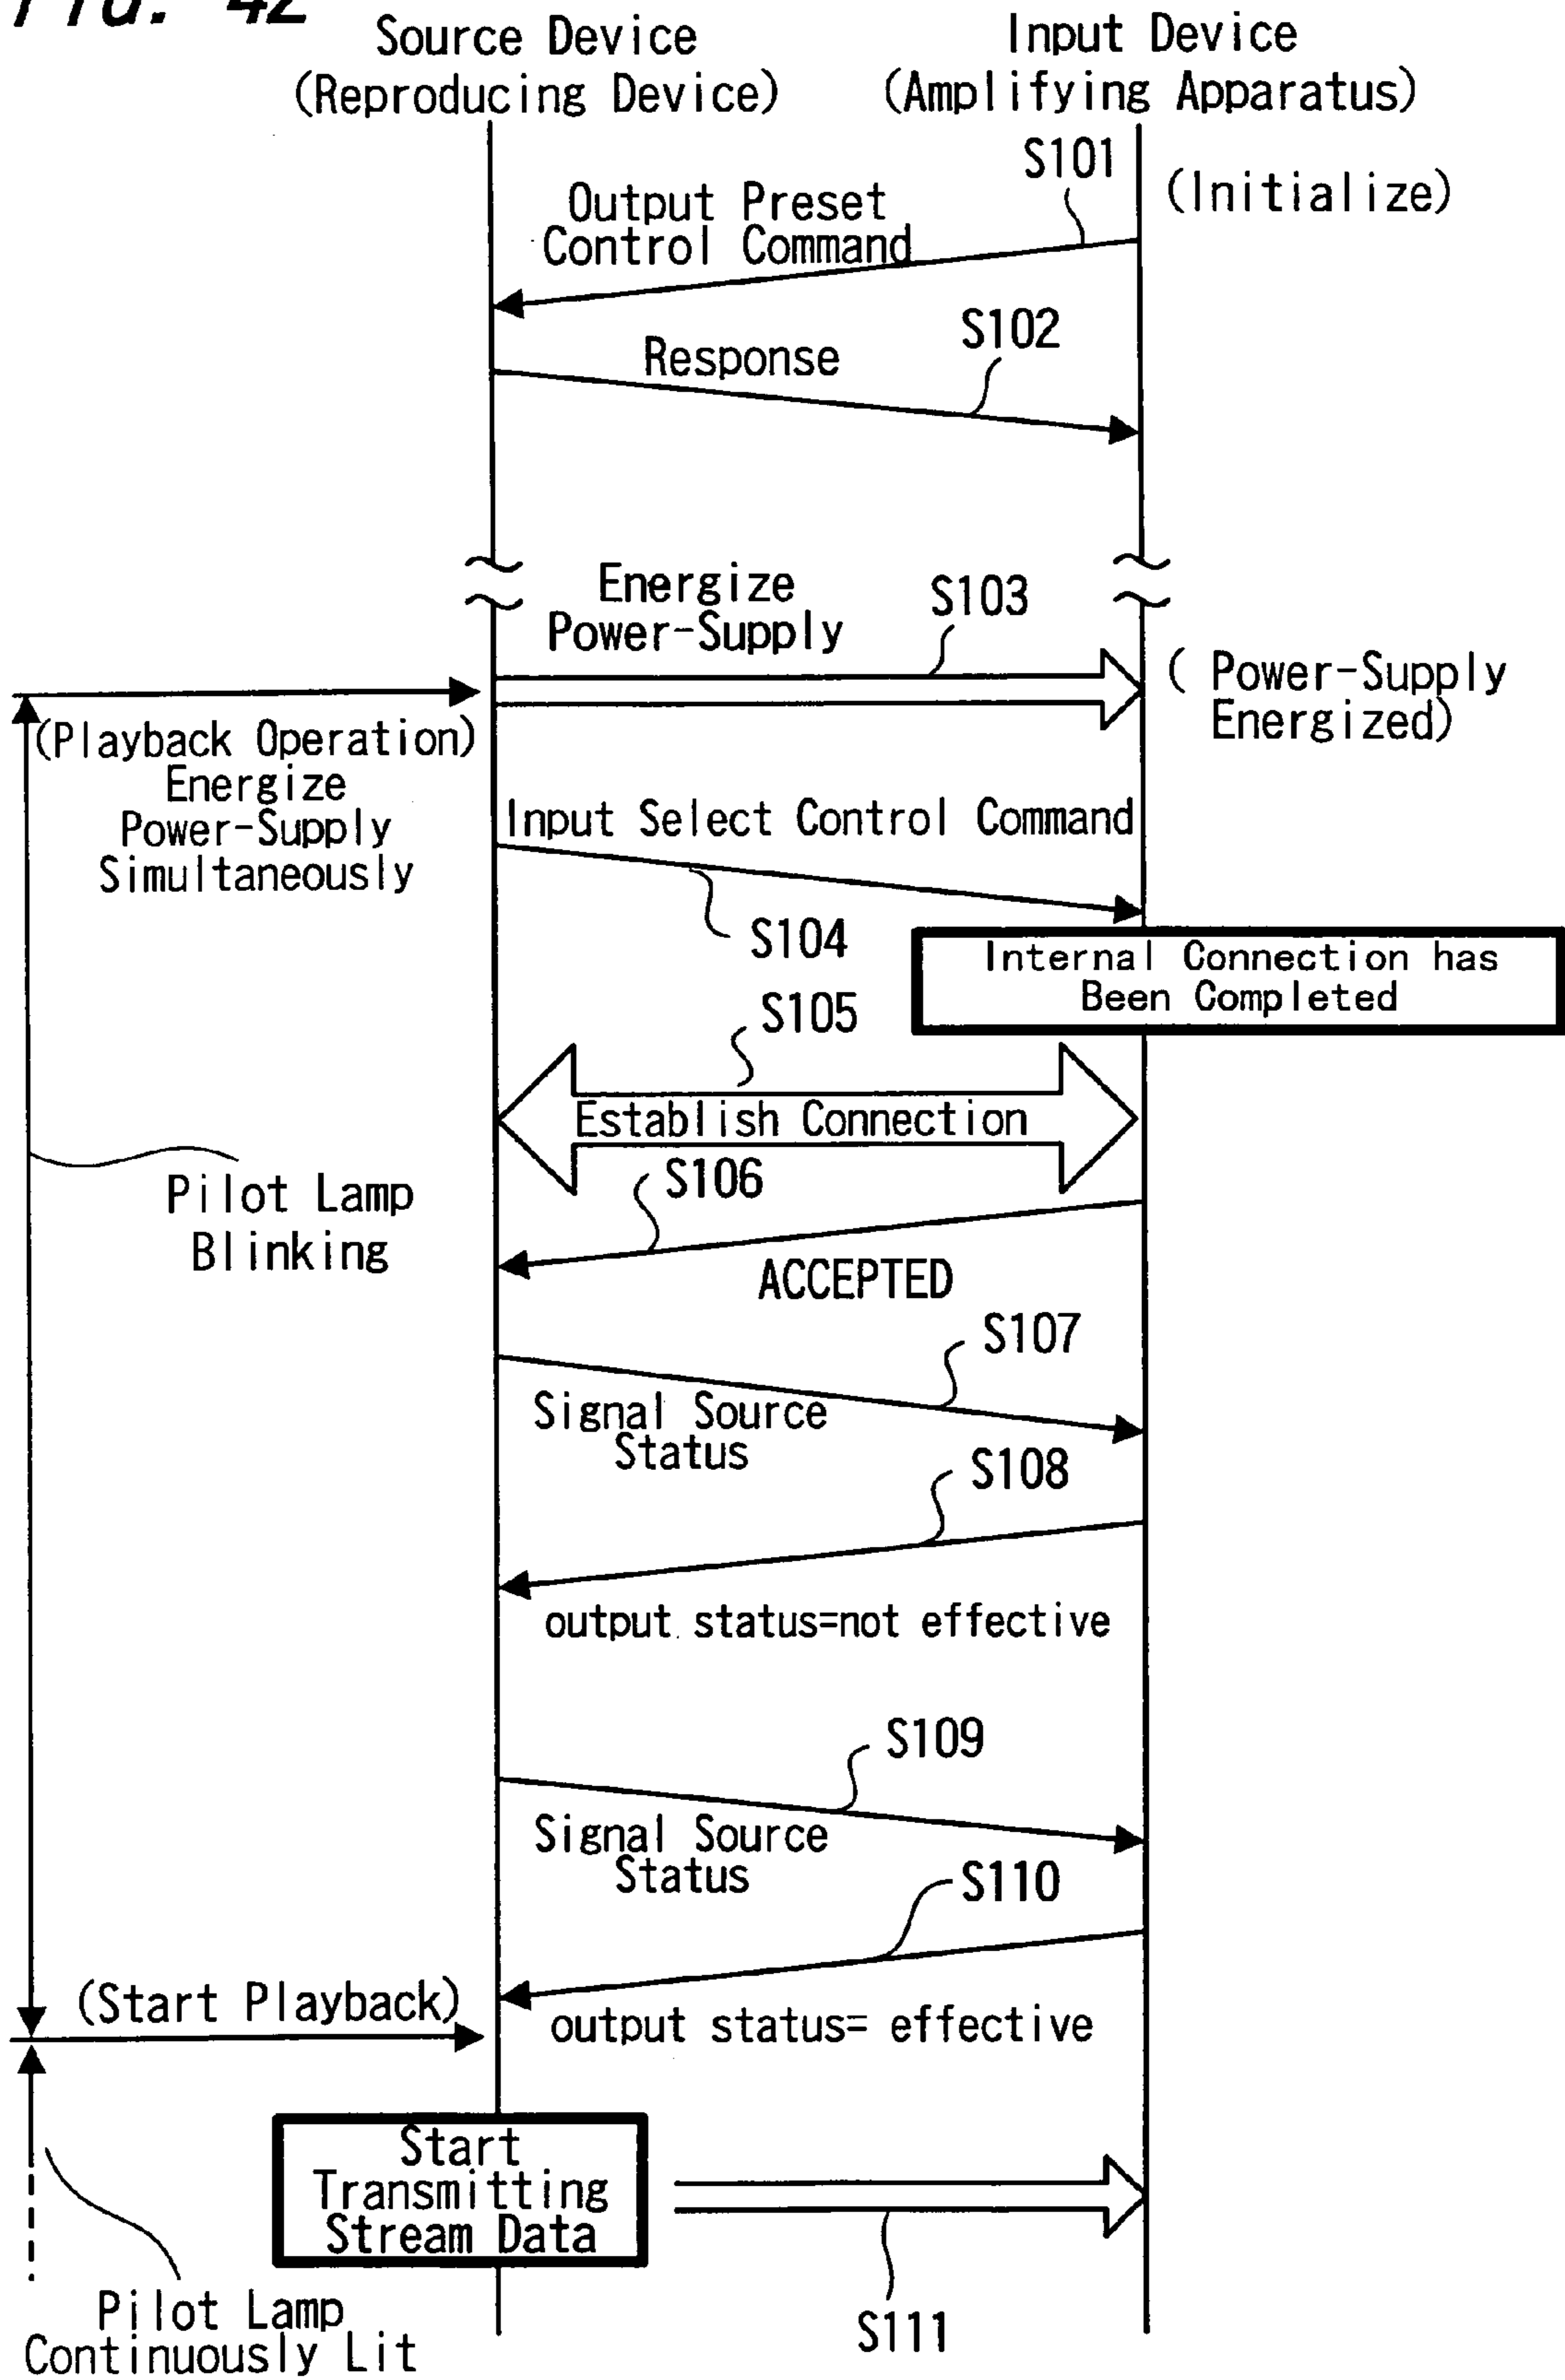 FIG. 42
Source Device
(Reproducing Device)
Input Device
(Amplifying Apparatus)
S101
(Initialize)
Output Preset
Control Command
S102
Response
Energize
Power-Supply
S103
( Power-Supply
Energized)
(Playback Operation)
Energize
Power-Supply
Simultaneously
Input Select Control Command
S104
Internal Connection has
Been Completed
S105
Establish Connection
S106
Pilot Lamp
Blinking
ACCEPTED
S107
Signal Source
Status
S108
output status=not effective
S109
Signal Source
Status
S110
(Start Playback)
output status= effective
Start
Transmitting
Stream Data
S111
Pilot Lamp
Continuously Lit